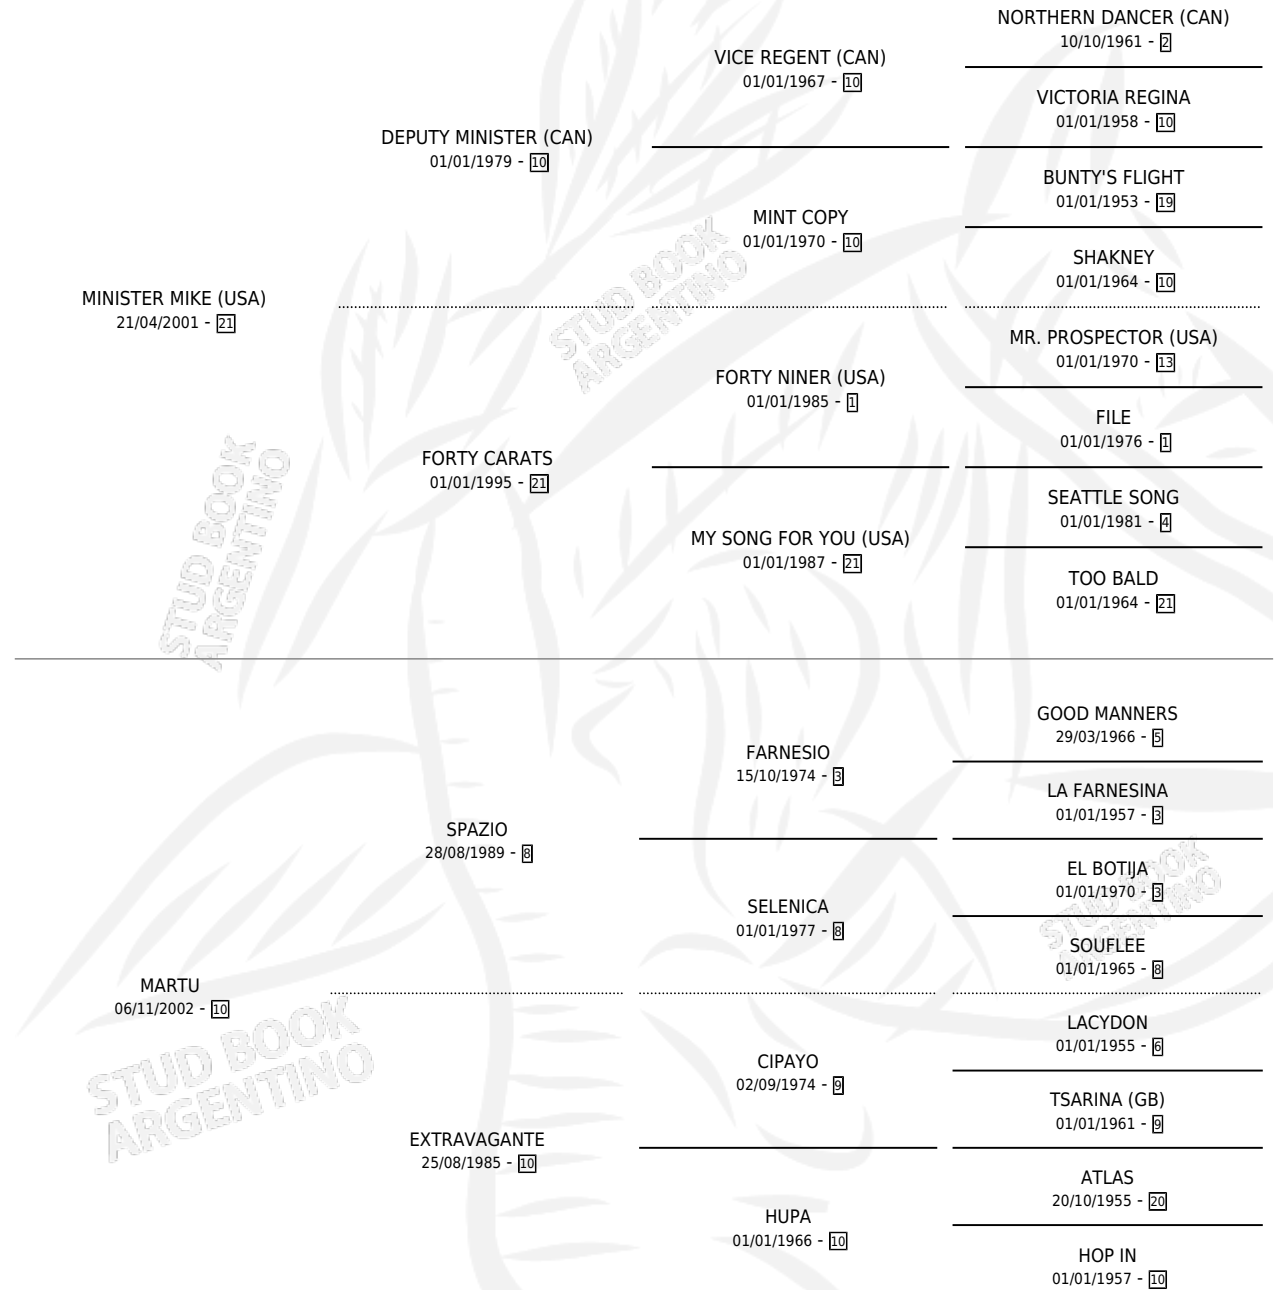 NORTHERN DANCER (CAN)
10/10/1961 - 2
VICE REGENT (CAN)
01/01/1967 - 10
VICTORIA REGINA
01/01/1958 - 10
DEPUTY MINISTER (CAN)
01/01/1979 - 10
BUNTY'S FLIGHT
01/01/1953 - 19
MINT COPY
01/01/1970 - 10
SHAKNEY
01/01/1964 - 10
MINISTER MIKE (USA)
21/04/2001 - 21
MR. PROSPECTOR (USA)
01/01/1970 - 13
FORTY NINER (USA)
01/01/1985 - 1
FILE
01/01/1976 - 1
FORTY CARATS
01/01/1995 - 21
SEATTLE SONG
01/01/1981 - 4
MY SONG FOR YOU (USA)
01/01/1987 - 21
TOO BALD
01/01/1964 - 21
GOOD MANNERS
29/03/1966 - 5
FARNESIO
15/10/1974 - 3
LA FARNESINA
01/01/1957 - 3
SPAZIO
28/08/1989 - 8
EL BOTIJA
01/01/1970 - 3
SELENICA
01/01/1977 - 8
SOUFLEE
01/01/1965 - 8
MARTU
06/11/2002 - 10
LACYDON
01/01/1955 - 6
CIPAYO
02/09/1974 - 9
TSARINA (GB)
01/01/1961 - 9
EXTRAVAGANTE
25/08/1985 - 10
ATLAS
20/10/1955 - 20
HUPA
01/01/1966 - 10
HOP IN
01/01/1957 - 10
STUD BOOK
ARGENTINO
STUD BOOK
ARGENTINO
STUD BOOK
ARGENTINO
STUD BOOK
ARGENTINO